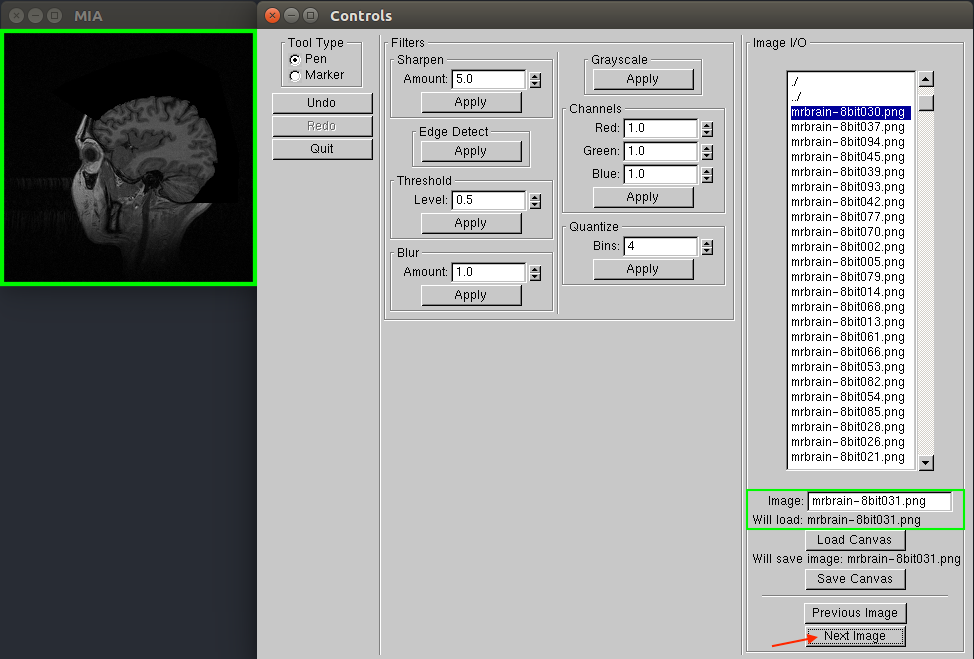 MIA
Controls
Tool Type
Pen
Marker
Undo
Redo
Quit
Filters
Sharpen
Amount: 5.0
Apply
Edge Detect
Apply
Threshold
Level: 0.5
Apply
Blur
Amount: 1.0
Apply
Grayscale
Apply
Channels
Red: 1.0
Green: 1.0
Blue: 1.0
Apply
Quantize
Bins: 4
Apply
Image I/O
./
../
mrbrain-8bit030.png
mrbrain-8bit037.png
mrbrain-8bit094.png
mrbrain-8bit045.png
mrbrain-8bit039.png
mrbrain-8bit093.png
mrbrain-8bit042.png
mrbrain-8bit077.png
mrbrain-8bit070.png
mrbrain-8bit002.png
mrbrain-8bit005.png
mrbrain-8bit079.png
mrbrain-8bit014.png
mrbrain-8bit068.png
mrbrain-8bit013.png
mrbrain-8bit061.png
mrbrain-8bit066.png
mrbrain-8bit053.png
mrbrain-8bit082.png
mrbrain-8bit054.png
mrbrain-8bit085.png
mrbrain-8bit028.png
mrbrain-8bit026.png
mrbrain-8bit021.png
Image: mrbrain-8bit031.png
Will load: mrbrain-8bit031.png
Load Canvas
Will save image: mrbrain-8bit031.png
Save Canvas
Previous Image
Next Image